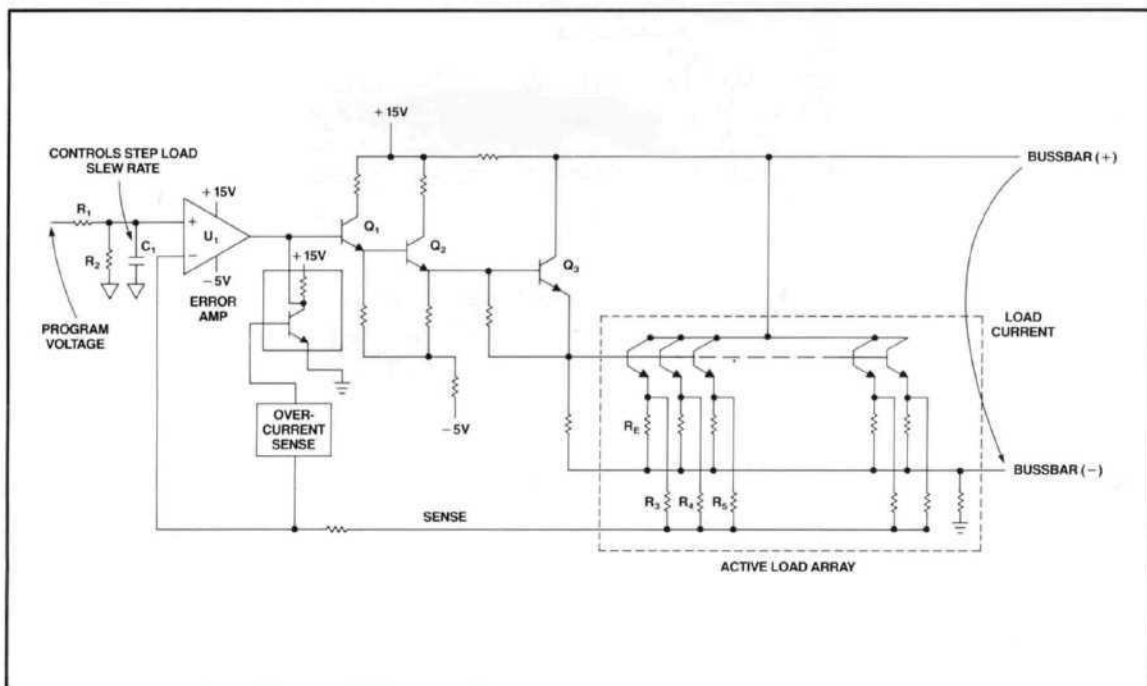 + 15V
CONTROLS STEP LOAD
SLEW RATE
BUSSBAR (+)
+ 15V
R1
+
U1
−
C1
R2
Q1
Q2
Q3
− 5V
+ 15V
ERROR
AMP
PROGRAM
VOLTAGE
LOAD
CURRENT
OVER-
CURRENT
SENSE
− 5V
RE
BUSSBAR (−)
R3
R4
R5
SENSE
ACTIVE LOAD ARRAY